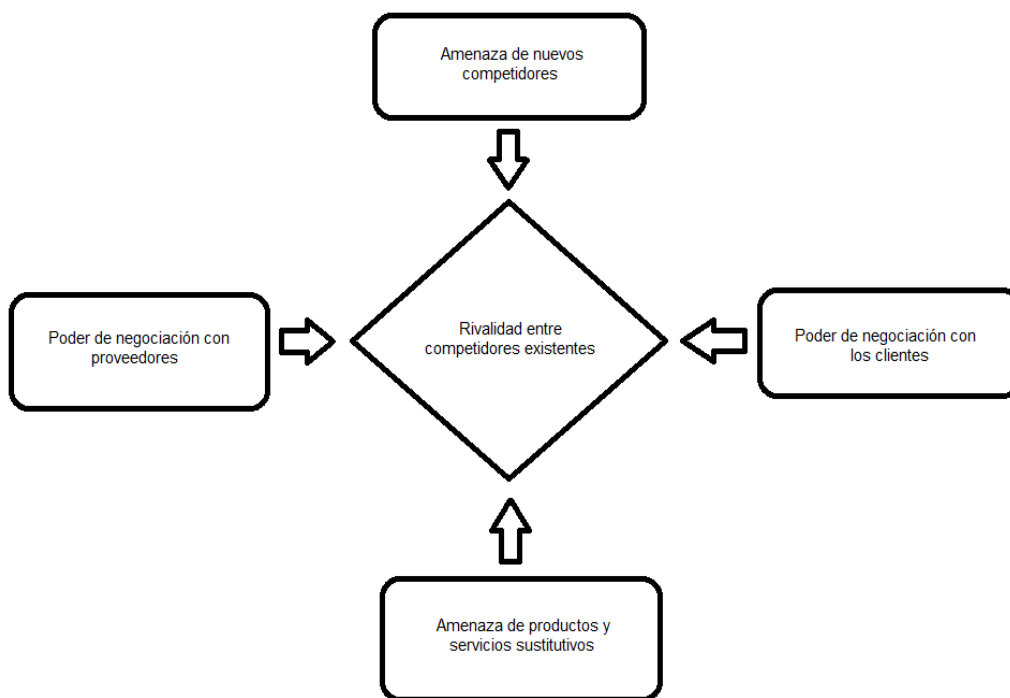 Amenaza de nuevos
competidores
Poder de negociación con
proveedores
Rivalidad entre
competidores existentes
Poder de negociación con
los clientes
Amenaza de productos y
servicios sustitutivos